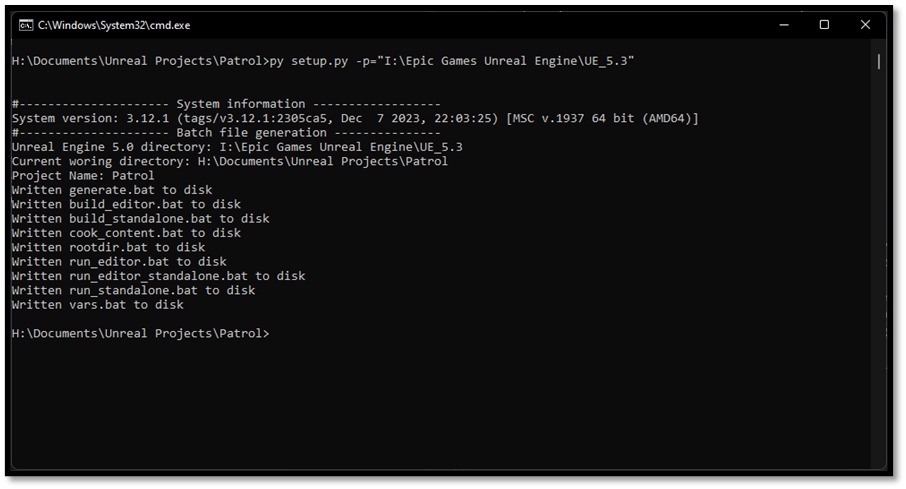 C:\Windows\System32\cmd.exe
H:\Documents\Unreal Projects\Patrol>py setup.py -p="I:\Epic Games Unreal Engine\UE_5.3"
#--------------------- System information ------------------
System version: 3.12.1 (tags/v3.12.1:2305ca5, Dec  7 2023, 22:03:25) [MSC v.1937 64 bit (AMD64)]
#--------------------- Batch file generation ---------------
Unreal Engine 5.0 directory: I:\Epic Games Unreal Engine\UE_5.3
Current woring directory: H:\Documents\Unreal Projects\Patrol
Project Name: Patrol
Written generate.bat to disk
Written build_editor.bat to disk
Written build_standalone.bat to disk
Written cook_content.bat to disk
Written rootdir.bat to disk
Written run_editor.bat to disk
Written run_editor_standalone.bat to disk
Written run_standalone.bat to disk
Written vars.bat to disk
H:\Documents\Unreal Projects\Patrol>